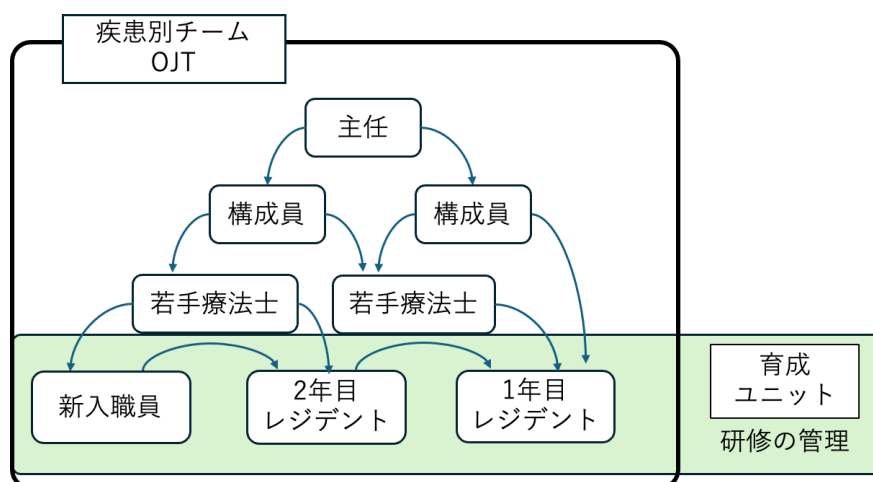 疾患別チーム
OJT
主任
構成員
構成員
若手療法士
若手療法士
新入職員
2年目
レジデント
1年目
レジデント
育成
ユニット
研修の管理